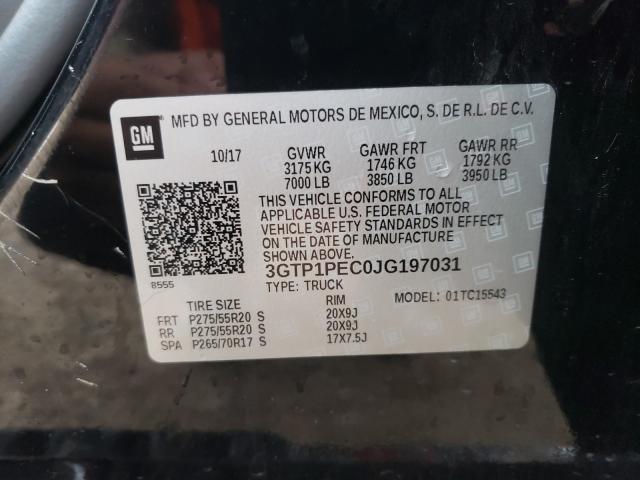 GM ® MFD BY GENERAL MOTORS DE MEXICO, S. DE R.L. DE C.V.
10/17 GVWR GAWR FRT GAWR RR
3175 KG 1746 KG 1792 KG
7000 LB 3850 LB 3950 LB
THIS VEHICLE CONFORMS TO ALL
APPLICABLE U.S. FEDERAL MOTOR
VEHICLE SAFETY STANDARDS IN EFFECT
ON THE DATE OF MANUFACTURE
SHOWN ABOVE.
3GTP1PEC0JG197031
8555 TYPE: TRUCK
TIRE SIZE RIM MODEL: 01TC15543
FRT P275/55R20 S 20X9J
RR P275/55R20 S 20X9J
SPA P265/70R17 S 17X7.5J